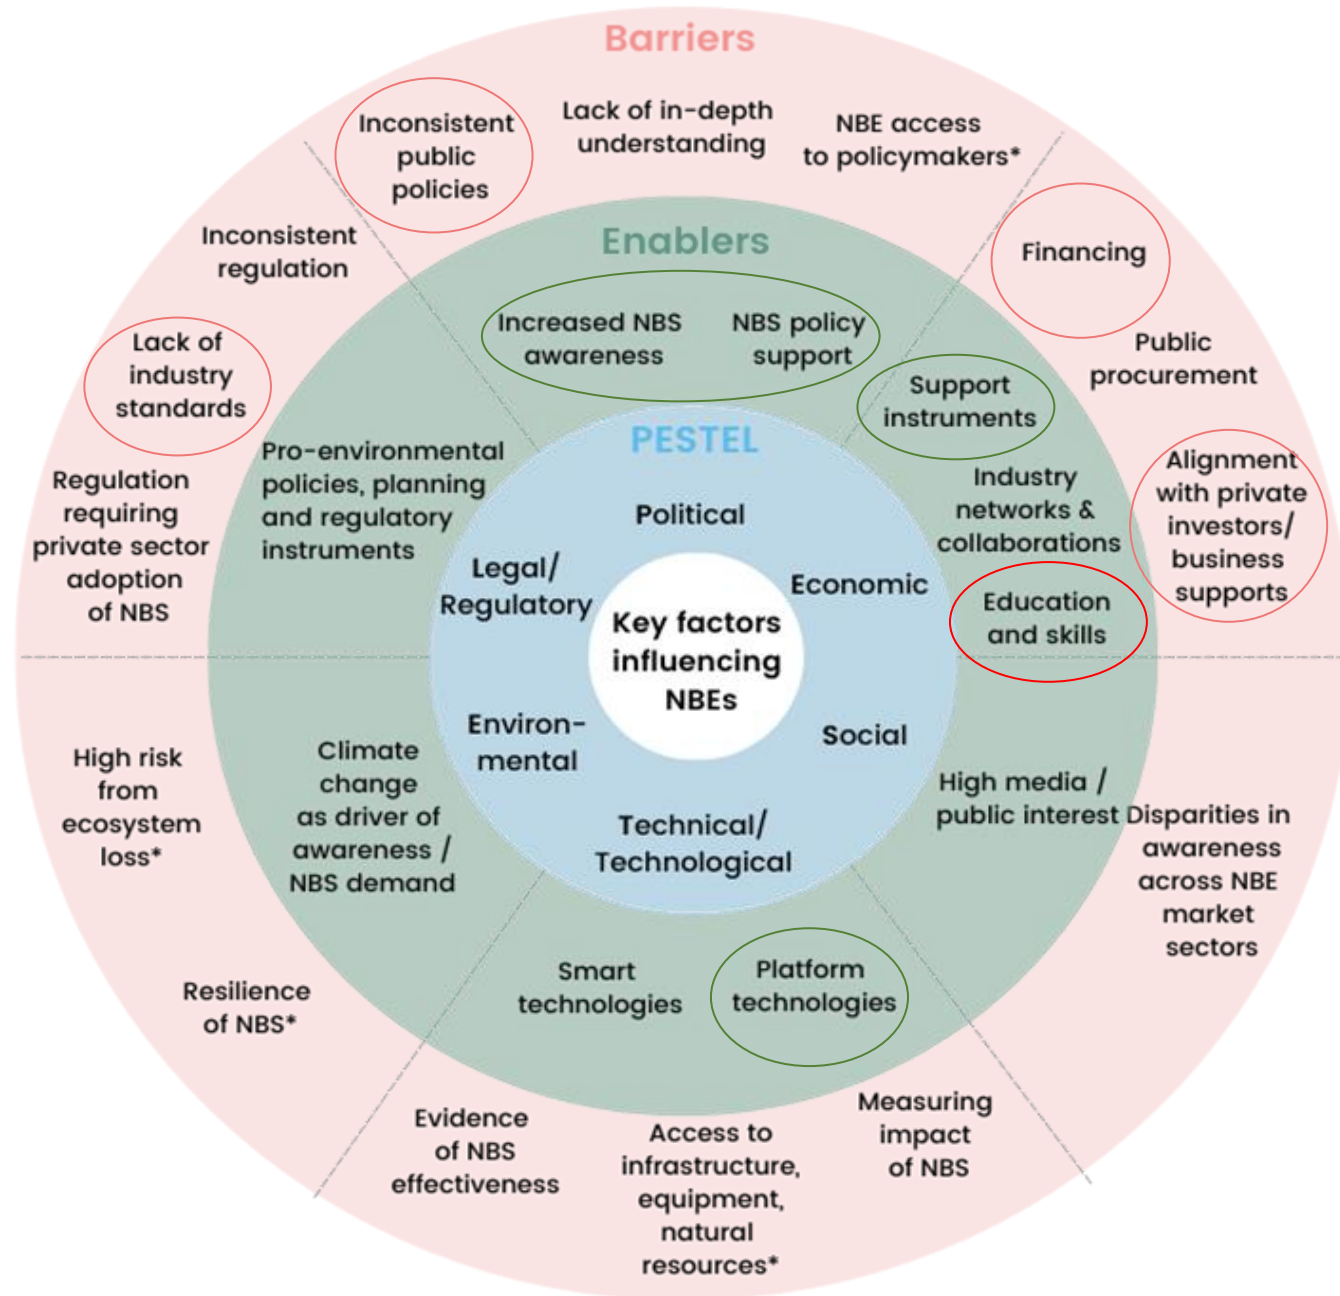 Barriers
Inconsistent
public
policies
Lack of in-depth
understanding
NBE access
to policymakers*
Financing
Public
procurement
Alignment
with private
investors/
business
supports
Disparities in
awareness
across NBE
market
sectors
Measuring
impact
of NBS
Access to
infrastructure,
equipment,
natural
resources*
Evidence
of NBS
effectiveness
Resilience
of NBS*
High risk
from
ecosystem
loss*
Regulation
requiring
private sector
adoption
of NBS
Lack of
industry
standards
Inconsistent
regulation
Enablers
Increased NBS
awareness
NBS policy
support
Support
instruments
Industry
networks &
collaborations
Education
and skills
High media /
public interest
Platform
technologies
Smart
technologies
Climate
change
as driver of
awareness /
NBS demand
Pro-environmental
policies, planning
and regulatory
instruments
PESTEL
Political
Economic
Social
Technical/
Technological
Environ-
mental
Legal/
Regulatory
Key factors
influencing
NBEs